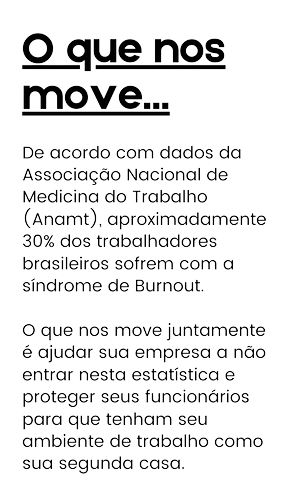 O que nos
move...
De acordo com dados da
Associação Nacional de
Medicina do Trabalho
(Anamt), aproximadamente
30% dos trabalhadores
brasileiros sofrem com a
síndrome de Burnout.
O que nos move juntamente
é ajudar sua empresa a não
entrar nesta estatística e
proteger seus funcionários
para que tenham seu
ambiente de trabalho como
sua segunda casa.